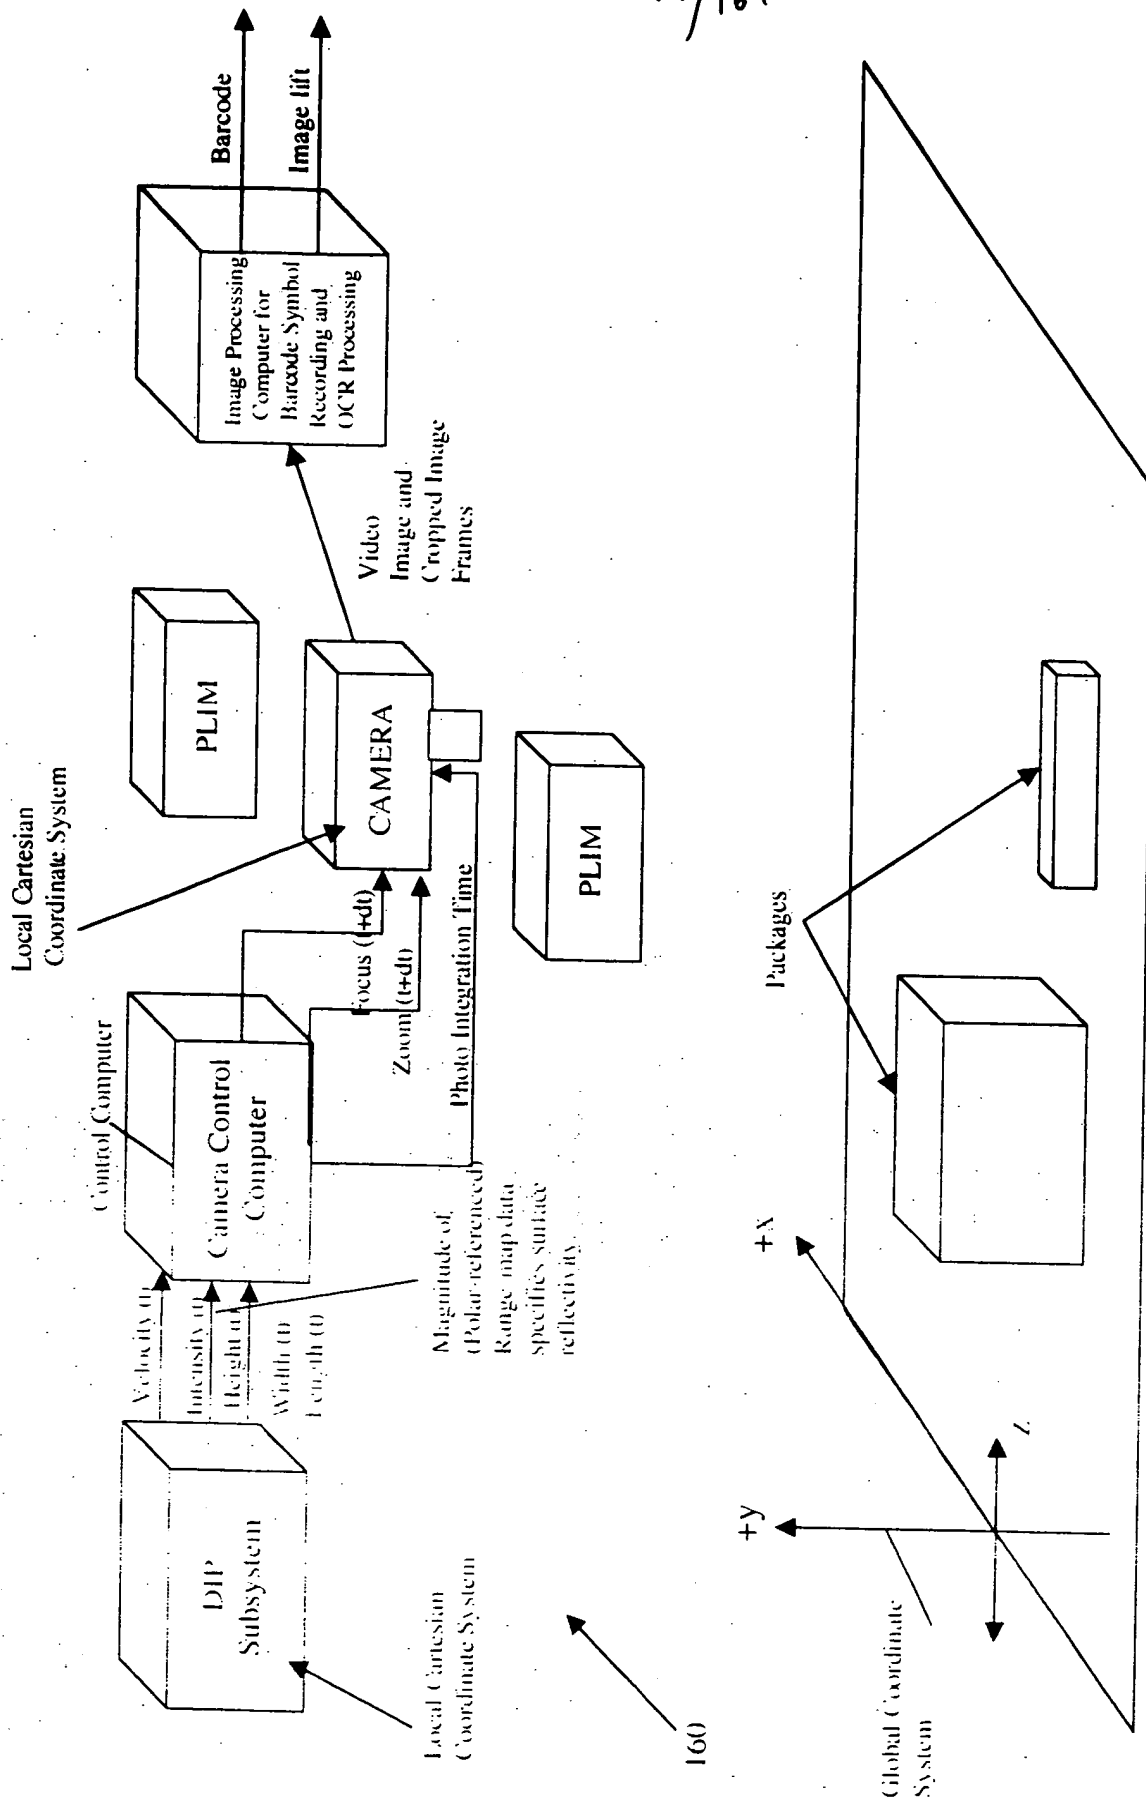 Barcode
Image lift
Image Processing
Computer for
Barcode Symbol
Recording and
OCR Processing
Video
Image and
Cropped Image
Frames
PLIM
Local Cartesian
Coordinate System
CAMERA
PLIM
Focus (t+dt)
Zoom (t+dt)
Photo Integration Time
Control Computer
Camera Control
Computer
Velocity (t)
Intensity (t)
Height (t)
Width (t)
Length (t)
Magnitude of
(Polar-referenced)
Range map data
specifies surface
reflectivity
DIP
Subsystem
Local Cartesian
Coordinate System
160
Packages
+x
+y
Z
Global Coordinate
System